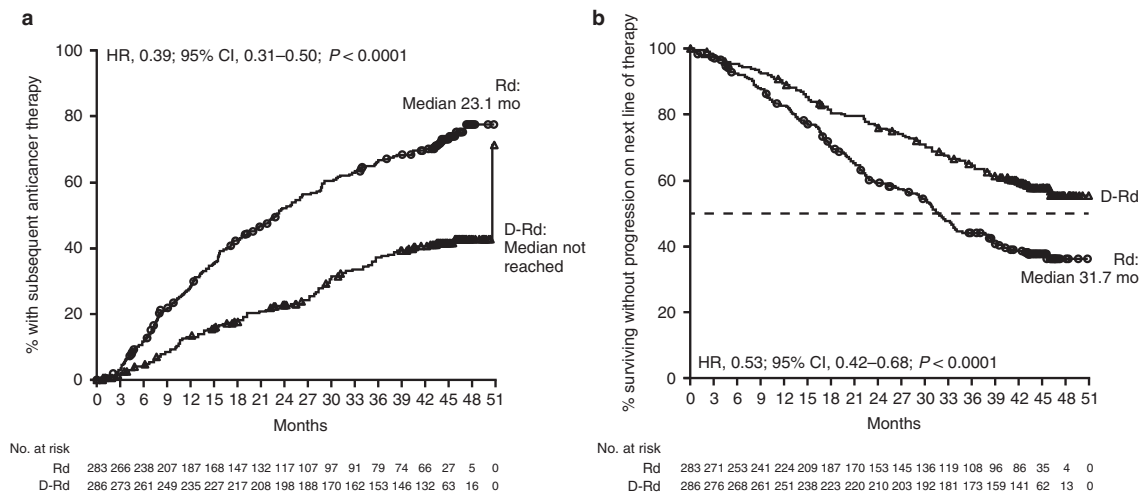 a
HR, 0.39; 95% CI, 0.31–0.50; P < 0.0001
% with subsequent anticancer therapy
100
80
60
40
20
0
Rd:
Median 23.1 mo
D-Rd:
Median not
reached
0 3 6 9 12 15 18 21 24 27 30 33 36 39 42 45 48 51
Months
No. at risk
Rd 283 266 238 207 187 168 147 132 117 107 97 91 79 74 66 27 5 0
D-Rd 286 273 261 249 235 227 217 208 198 188 170 162 153 146 132 63 16 0
b
% surviving without progression on next line of therapy
100
80
60
40
20
0
D-Rd
Rd:
Median 31.7 mo
HR, 0.53; 95% CI, 0.42–0.68; P < 0.0001
0 3 6 9 12 15 18 21 24 27 30 33 36 39 42 45 48 51
Months
No. at risk
Rd 283 271 253 241 224 209 187 170 153 145 136 119 108 96 86 35 4 0
D-Rd 286 276 268 261 251 238 223 220 210 203 192 181 173 159 141 62 13 0